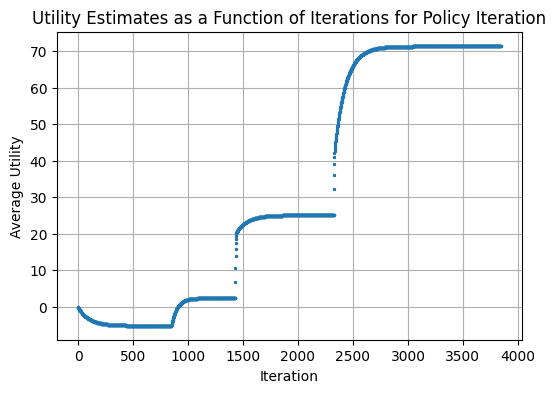 Utility Estimates as a Function of Iterations for Policy Iteration
Average Utility
70
60
50
40
30
20
10
0
0 500 1000 1500 2000 2500 3000 3500 4000
Iteration